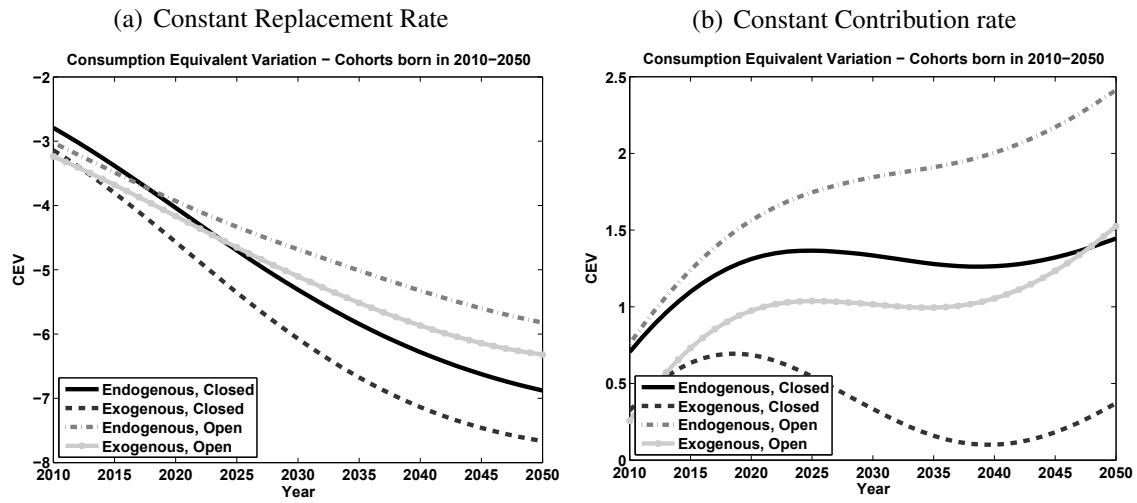 (a) Constant Replacement Rate
Consumption Equivalent Variation − Cohorts born in 2010−2050
−2
−3
−4
−5
−6
−7
−8
CEV
2010 2015 2020 2025 2030 2035 2040 2045 2050
Year
Endogenous, Closed
Exogenous, Closed
Endogenous, Open
Exogenous, Open
(b) Constant Contribution rate
Consumption Equivalent Variation − Cohorts born in 2010−2050
2.5
2
1.5
1
0.5
0
CEV
2010 2015 2020 2025 2030 2035 2040 2045 2050
Year
Endogenous, Closed
Exogenous, Closed
Endogenous, Open
Exogenous, Open